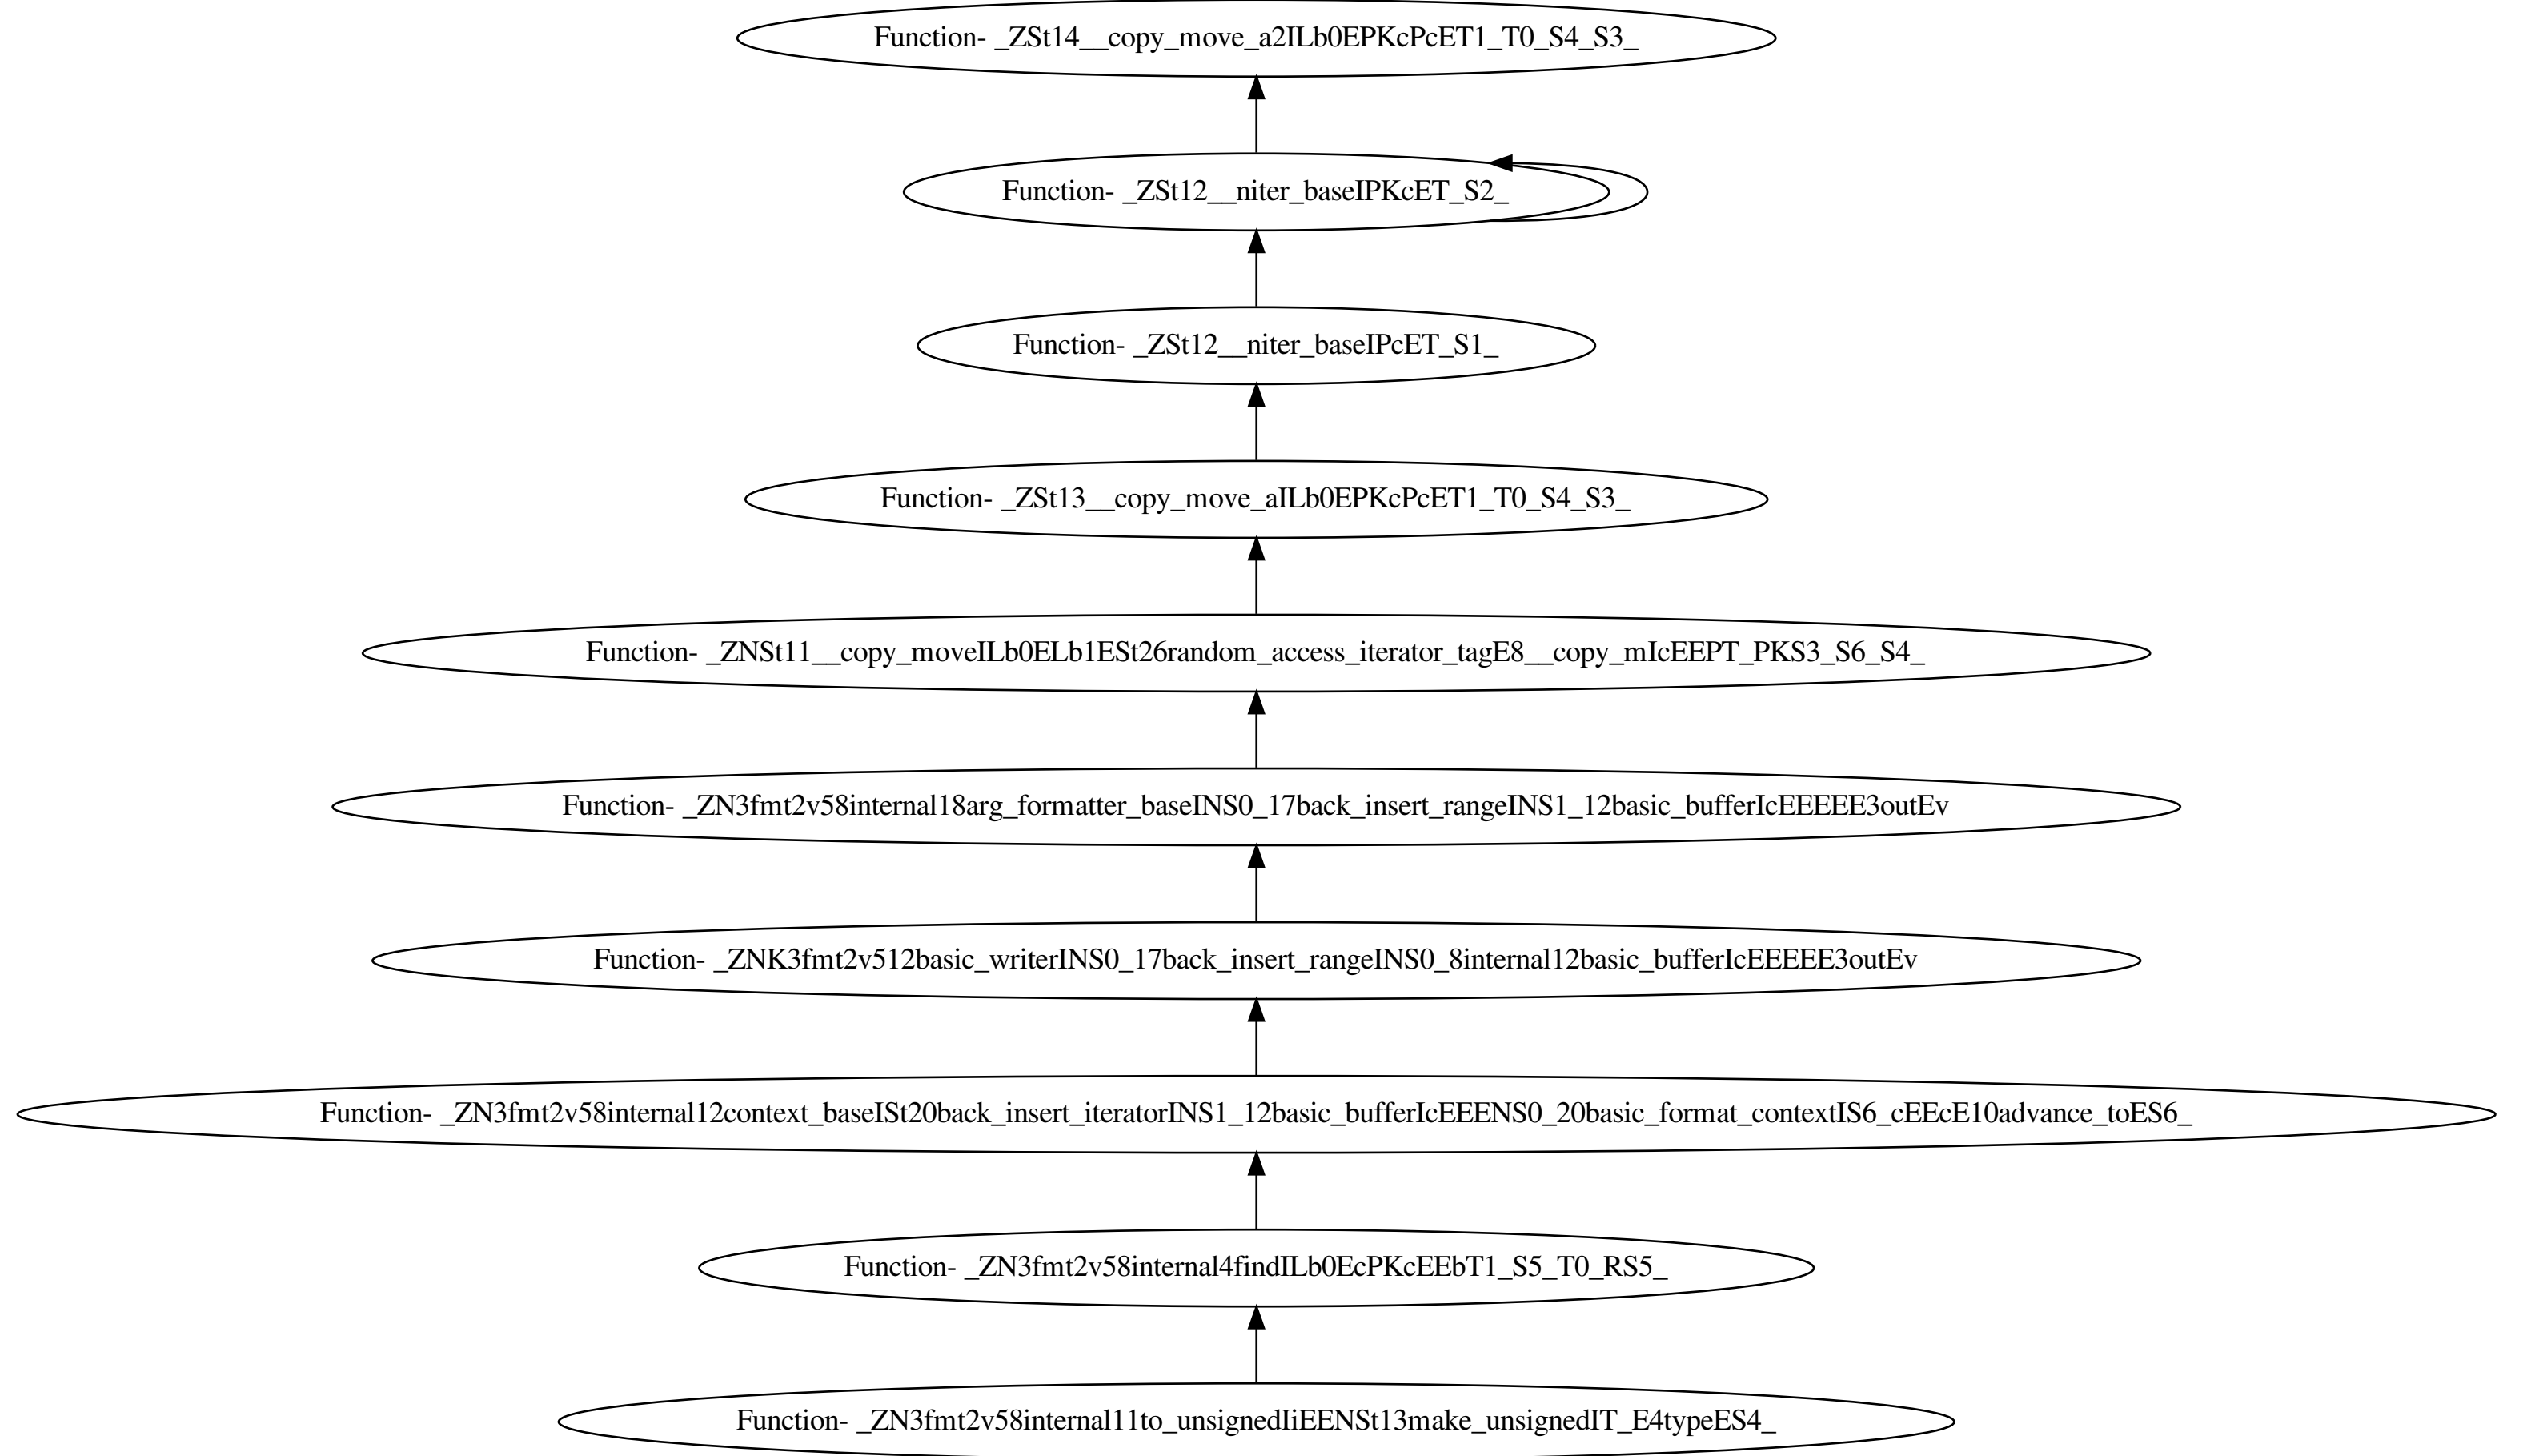 Function- _ZSt14__copy_move_a2ILb0EPKcPcET1_T0_S4_S3_
Function- _ZSt12__niter_baseIPKcET_S2_
Function- _ZSt12__niter_baseIPcET_S1_
Function- _ZSt13__copy_move_aILb0EPKcPcET1_T0_S4_S3_
Function- _ZNSt11__copy_moveILb0ELb1ESt26random_access_iterator_tagE8__copy_mIcEEPT_PKS3_S6_S4_
Function- _ZN3fmt2v58internal18arg_formatter_baseINS0_17back_insert_rangeINS1_12basic_bufferIcEEEEE3outEv
Function- _ZNK3fmt2v512basic_writerINS0_17back_insert_rangeINS0_8internal12basic_bufferIcEEEEE3outEv
Function- _ZN3fmt2v58internal12context_baseISt20back_insert_iteratorINS1_12basic_bufferIcEEENS0_20basic_format_contextIS6_cEEcE10advance_toES6_
Function- _ZN3fmt2v58internal4findILb0EcPKcEEbT1_S5_T0_RS5_
Function- _ZN3fmt2v58internal11to_unsignedIiEENSt13make_unsignedIT_E4typeES4_